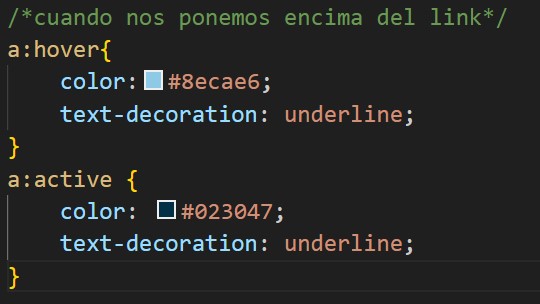 /*cuando nos ponemos encima del link*/
a:hover{
color: #8ecae6;
text-decoration: underline;
}
a:active {
color: #023047;
text-decoration: underline;
}